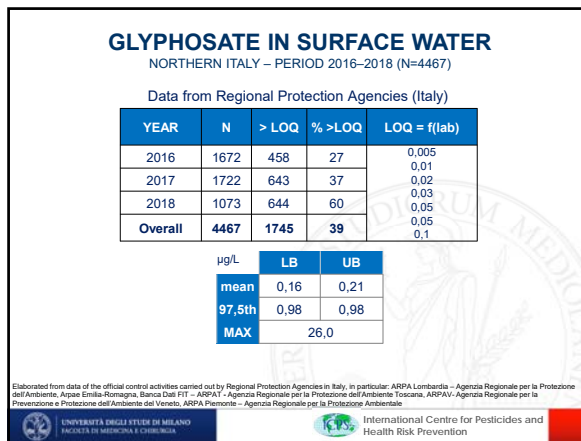 GLYPHOSATE IN SURFACE WATER
NORTHERN ITALY – PERIOD 2016–2018 (N=4467)
Data from Regional Protection Agencies (Italy)
YEAR N > LOQ % >LOQ LOQ = f(lab)
2016 1672 458 27
2017 1722 643 37
2018 1073 644 60
Overall 4467 1745 39
0,005
0,01
0,02
0,03
0,05
0,05
0,1
µg/L LB UB
mean 0,16 0,21
97,5th 0,98 0,98
MAX 26,0
Elaborated from data of the official control activities carried out by Regional Protection Agencies in Italy, in particular: ARPA Lombardia – Agenzia Regionale per la Protezione
dell'Ambiente, Arpae Emilia-Romagna, Banca Dati FIT – ARPAT - Agenzia Regionale per la Protezione dell'Ambiente Toscana, ARPAV- Agenzia Regionale per la
Prevenzione e Protezione dell'Ambiente del Veneto, ARPA Piemonte – Agenzia Regionale per la Protezione Ambientale
UNIVERSITÀ DEGLI STUDI DI MILANO
FACOLTÀ DI MEDICINA E CHIRURGIA
ICPS
International Centre for Pesticides and
Health Risk Prevention